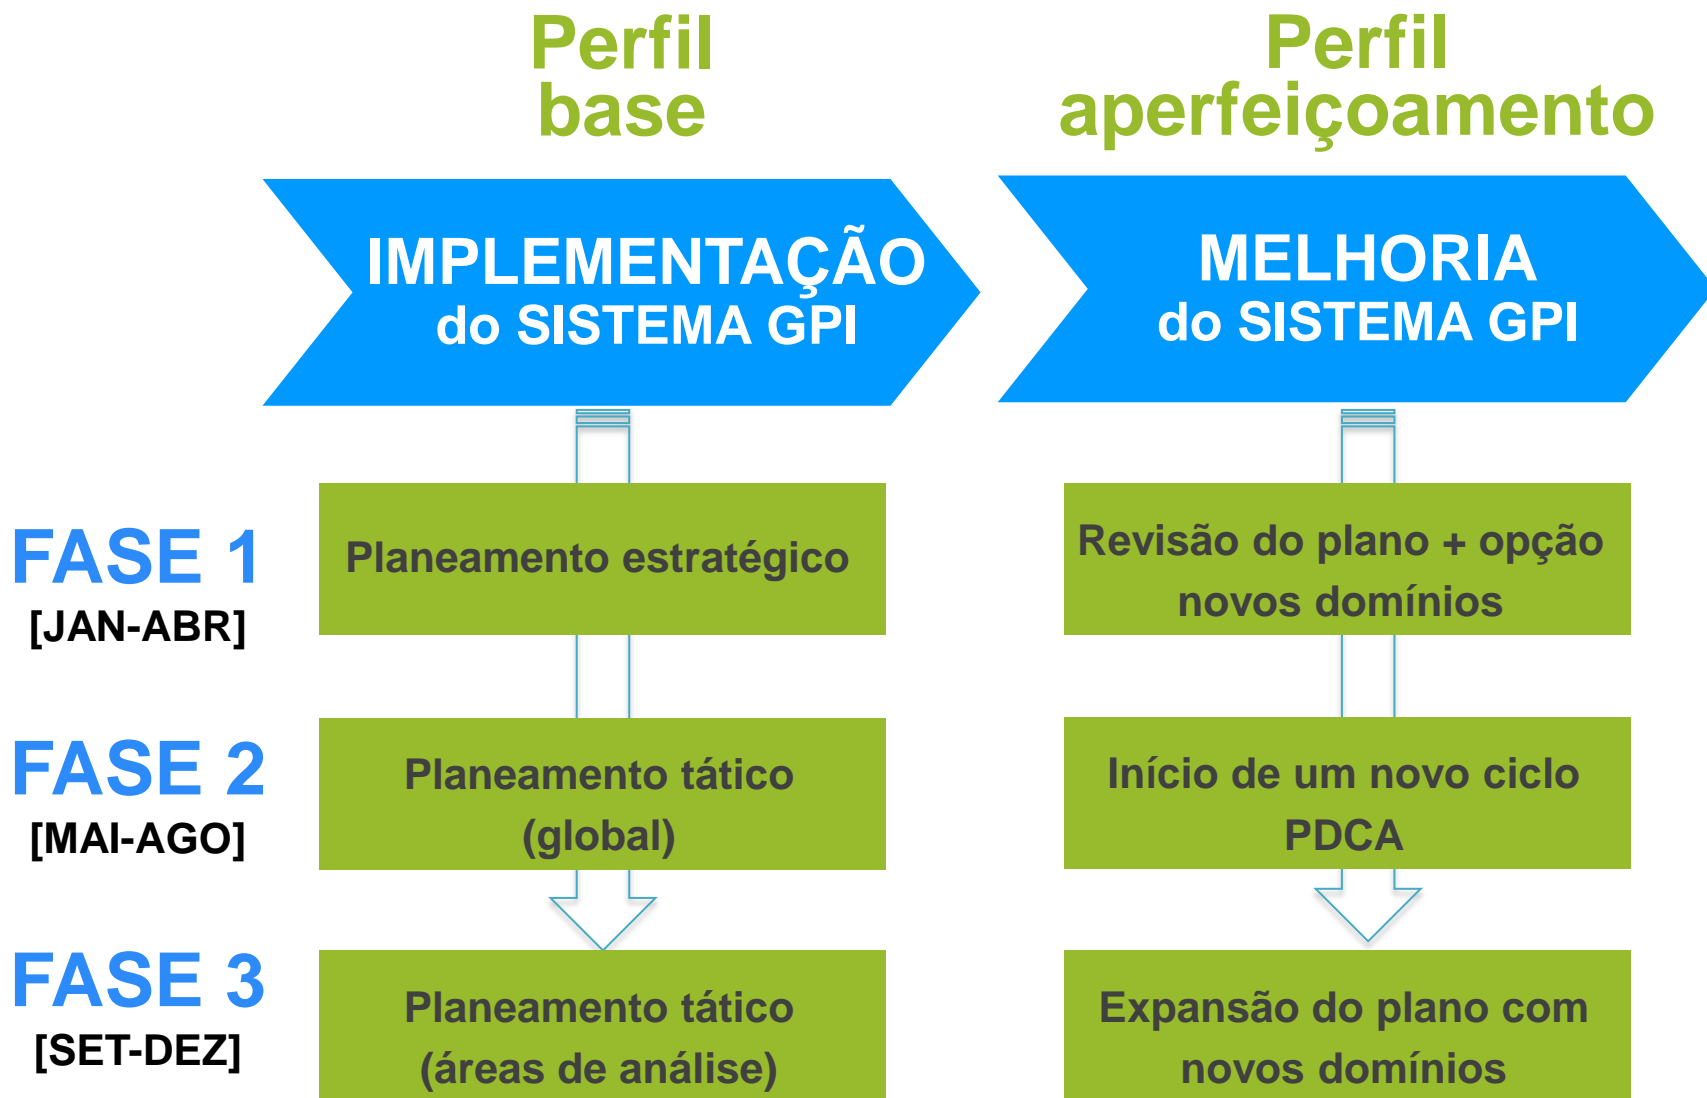 Perfil
base
Perfil
aperfeiçoamento
IMPLEMENTAÇÃO
do SISTEMA GPI
MELHORIA
do SISTEMA GPI
FASE 1
[JAN-ABR]
Planeamento estratégico
Revisão do plano + opção
novos domínios
FASE 2
[MAI-AGO]
Planeamento tático
(global)
Início de um novo ciclo
PDCA
FASE 3
[SET-DEZ]
Planeamento tático
(áreas de análise)
Expansão do plano com
novos domínios